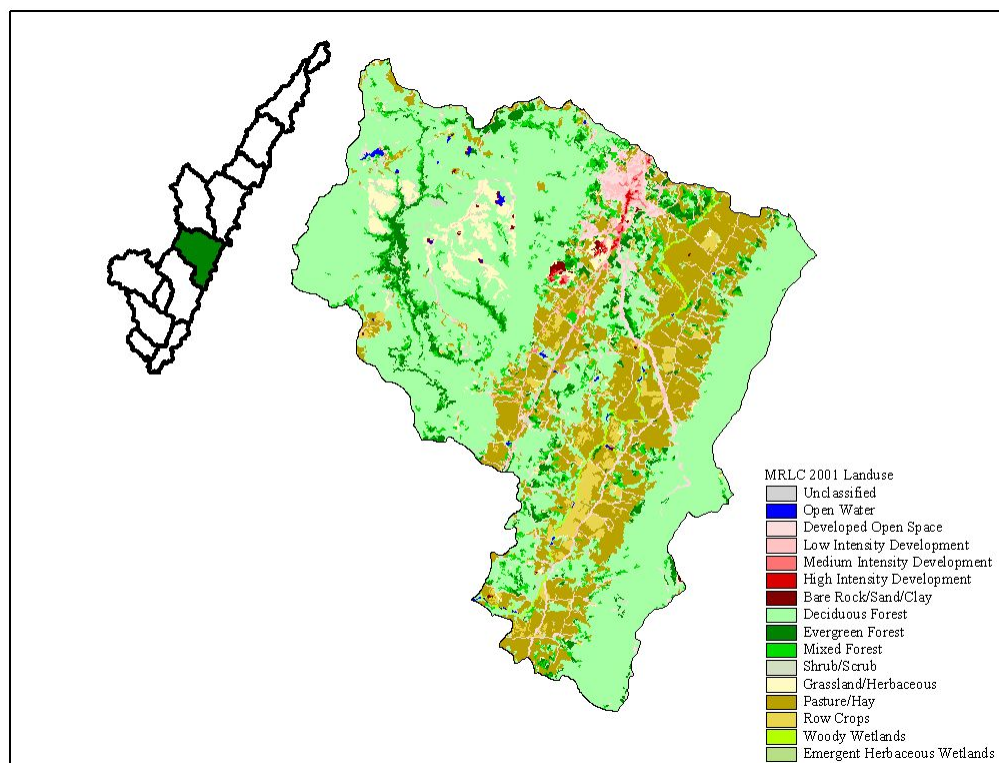 MRLC 2001 Landuse
Unclassified
Open Water
Developed Open Space
Low Intensity Development
Medium Intensity Development
High Intensity Development
Bare Rock/Sand/Clay
Deciduous Forest
Evergreen Forest
Mixed Forest
Shrub/Scrub
Grassland/Herbaceous
Pasture/Hay
Row Crops
Woody Wetlands
Emergent Herbaceous Wetlands